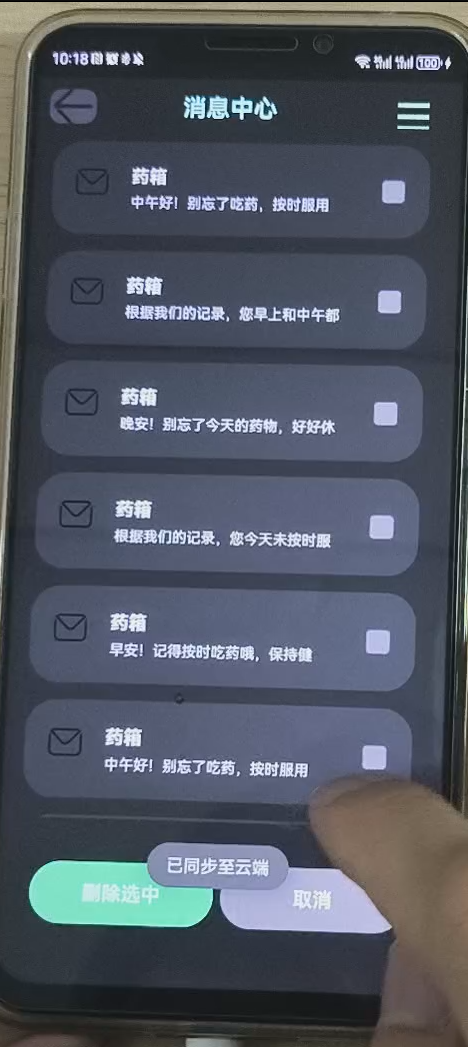 10:18
100
消息中心
药箱
中午好！别忘了吃药，按时服用
药箱
根据我们的记录，您早上和中午都
药箱
晚安！别忘了今天的药物，好好休
药箱
根据我们的记录，您今天未按时服
药箱
早安！记得按时吃药哦，保持健
药箱
中午好！别忘了吃药，按时服用
已同步至云端
删除选中
取消